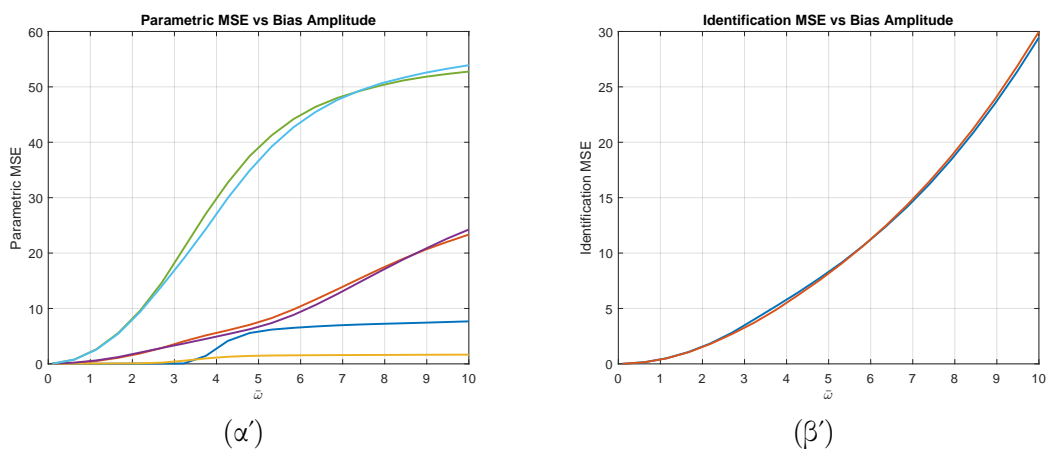 Parametric MSE vs Bias Amplitude
Parametric MSE
60
50
40
30
20
10
0
0 1 2 3 4 5 6 7 8 9 10
ω̄
(α′)
Identification MSE vs Bias Amplitude
Identification MSE
30
25
20
15
10
5
0
0 1 2 3 4 5 6 7 8 9 10
ω̄
(β′)